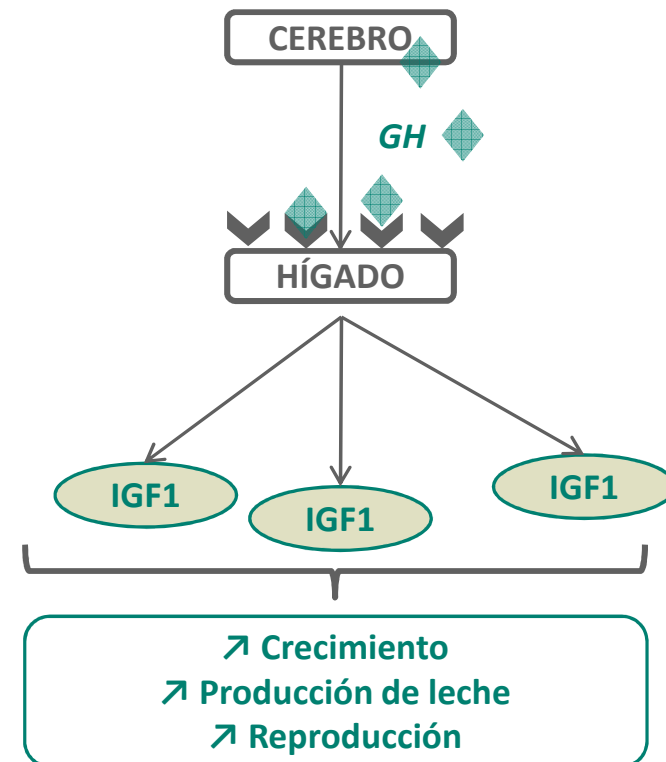 CEREBRO
GH
HÍGADO
IGF1
IGF1
IGF1
↗ Crecimiento
↗ Producción de leche
↗ Reproducción